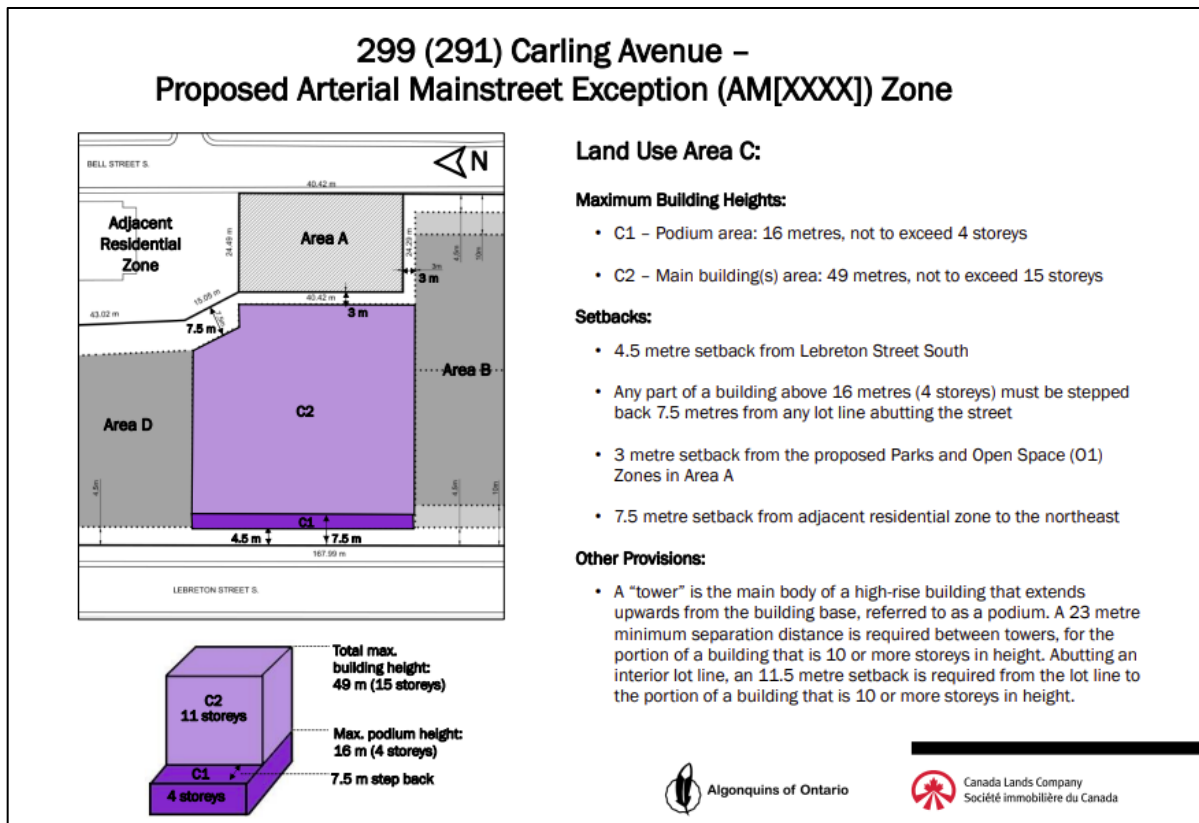 299 (291) Carling Avenue –
Proposed Arterial Mainstreet Exception (AM[XXXX]) Zone
BELL STREET S.
N
40.42 m
Adjacent
Residential
Zone
24.49 m
Area A
24.29 m
4.5m
10m
3m
3 m
15.05 m
40.42 m
3 m
43.02 m
7.5 m
7.5m
Area B
C2
Area D
4.5m
4.5m
10m
C1
4.5 m
7.5 m
167.99 m
LEBRETON STREET S.
C2
11 storeys
C1
4 storeys
Total max.
building height:
49 m (15 storeys)
Max. podium height:
16 m (4 storeys)
7.5 m step back
Land Use Area C:
Maximum Building Heights:
• C1 – Podium area: 16 metres, not to exceed 4 storeys
• C2 – Main building(s) area: 49 metres, not to exceed 15 storeys
Setbacks:
• 4.5 metre setback from Lebreton Street South
• Any part of a building above 16 metres (4 storeys) must be stepped
back 7.5 metres from any lot line abutting the street
• 3 metre setback from the proposed Parks and Open Space (O1)
Zones in Area A
• 7.5 metre setback from adjacent residential zone to the northeast
Other Provisions:
• A “tower” is the main body of a high-rise building that extends
upwards from the building base, referred to as a podium. A 23 metre
minimum separation distance is required between towers, for the
portion of a building that is 10 or more storeys in height. Abutting an
interior lot line, an 11.5 metre setback is required from the lot line to
the portion of a building that is 10 or more storeys in height.
Algonquins of Ontario
Canada Lands Company
Société immobilière du Canada